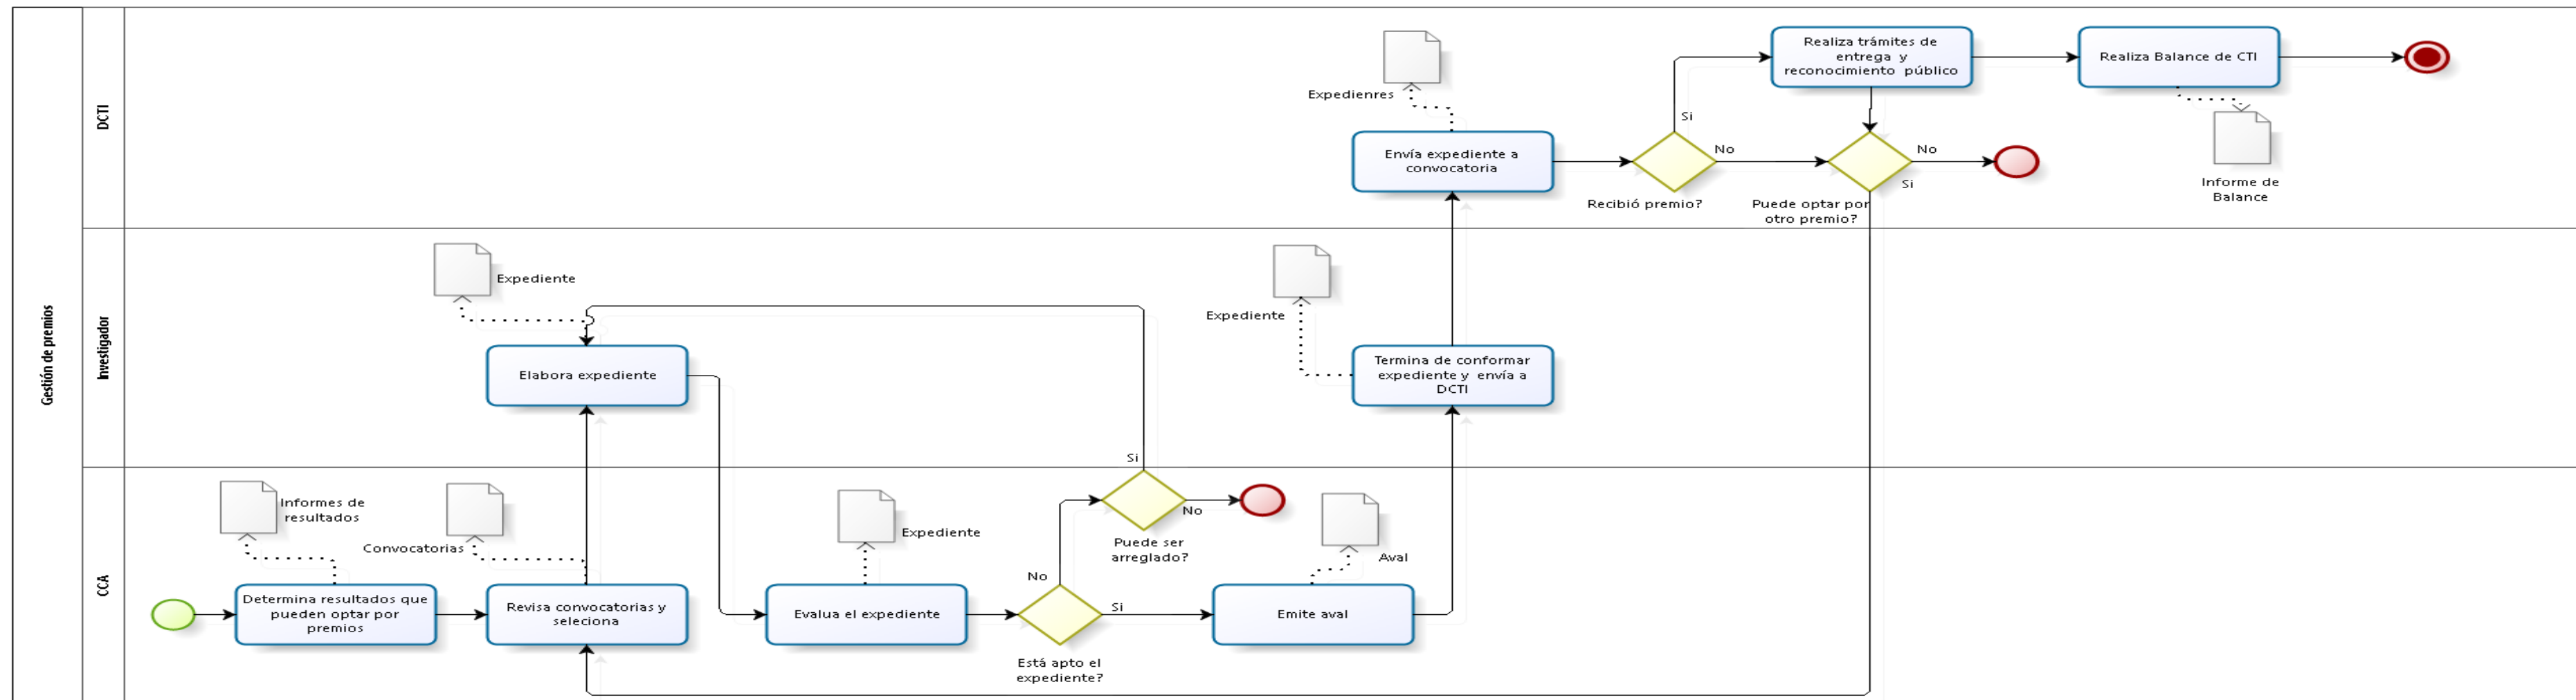 Gestión de premios
DCTI
Expedienres
Envía expediente a
convocatoria
Recibió premio?
Si
No
Realiza trámites de
entrega y
reconocimiento público
Puede optar por
otro premio?
No
Si
Realiza Balance de CTI
Informe de
Balance
Investigador
Expediente
Elabora expediente
Expediente
Termina de conformar
expediente y envía a
DCTI
Si
CCA
Informes de
resultados
Determina resultados que
pueden optar por
premios
Convocatorias
Revisa convocatorias y
seleciona
Expediente
Evalua el expediente
No
Si
Está apto el
expediente?
Puede ser
arreglado?
No
Aval
Emite aval